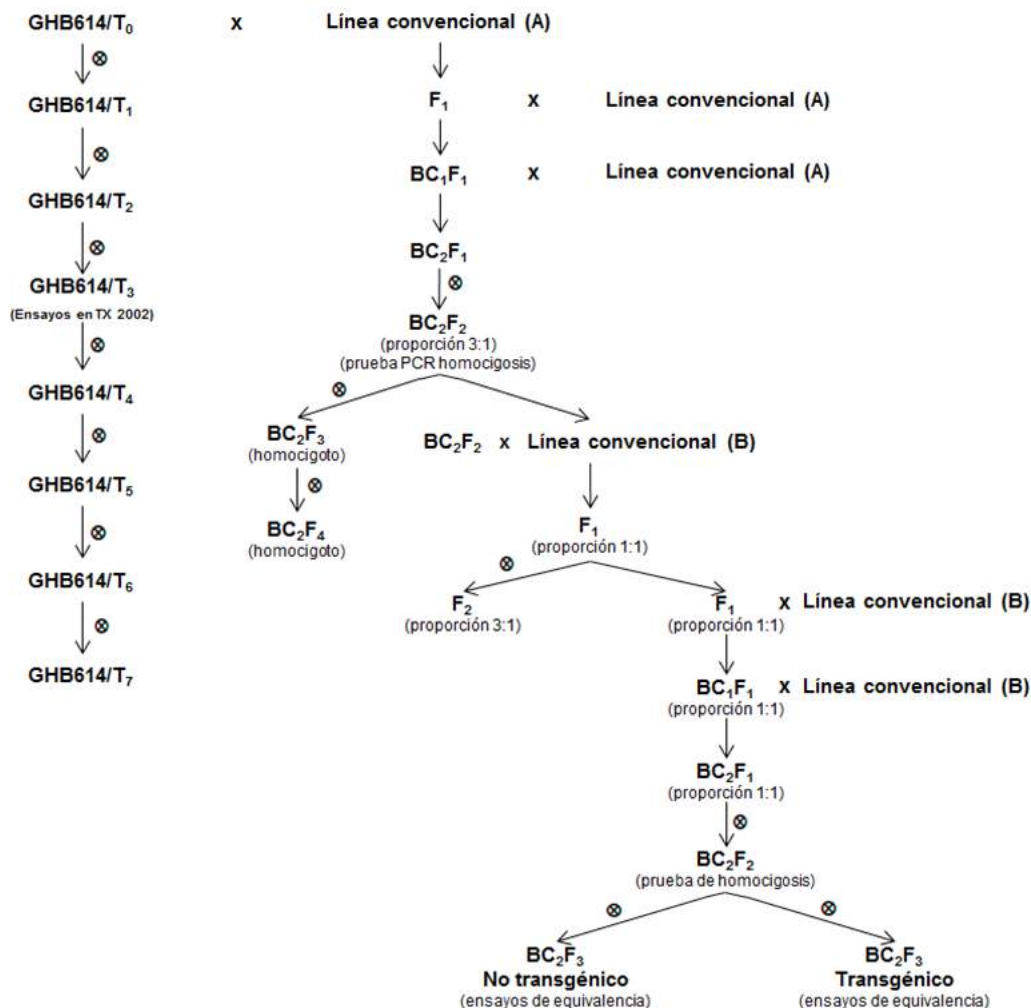 GHB614/T₀ x Línea convencional (A)
⊗
GHB614/T₁
⊗
GHB614/T₂
⊗
GHB614/T₃
(Ensayos en TX 2002)
⊗
GHB614/T₄
⊗
GHB614/T₅
⊗
GHB614/T₆
⊗
GHB614/T₇
F₁ x Línea convencional (A)
BC₁F₁ x Línea convencional (A)
BC₂F₁
⊗
BC₂F₂
(proporción 3:1)
(prueba PCR homocigosis)
⊗
BC₂F₃
(homocigoto)
⊗
BC₂F₄
(homocigoto)
BC₂F₂ x Línea convencional (B)
F₁
(proporción 1:1)
⊗
F₂
(proporción 3:1)
F₁ x Línea convencional (B)
(proporción 1:1)
BC₁F₁ x Línea convencional (B)
(proporción 1:1)
BC₂F₁
(proporción 1:1)
⊗
BC₂F₂
(prueba de homocigosis)
⊗ ⊗
BC₂F₃
No transgénico
(ensayos de equivalencia)
BC₂F₃
Transgénico
(ensayos de equivalencia)